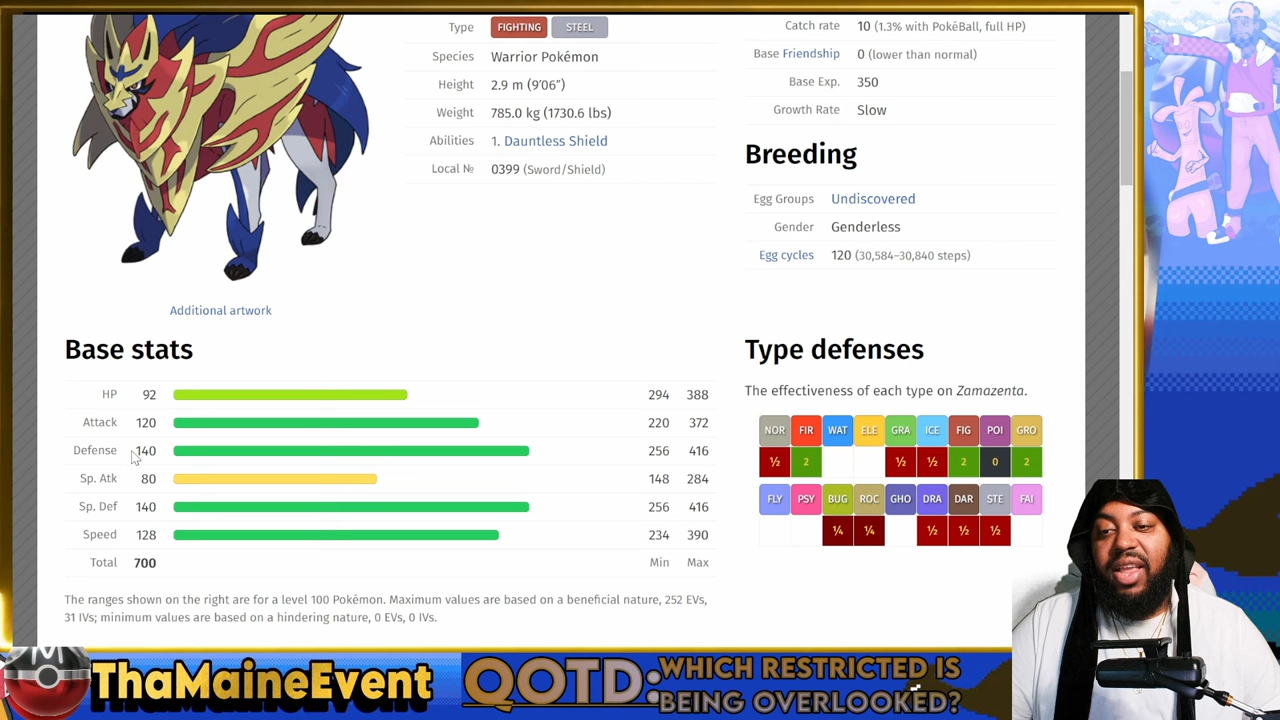 Type FIGHTING STEEL
Species Warrior Pokémon
Height 2.9 m (9′06″)
Weight 785.0 kg (1730.6 lbs)
Abilities 1. Dauntless Shield
Local № 0399 (Sword/Shield)
Additional artwork
Catch rate 10 (1.3% with PokéBall, full HP)
Base Friendship 0 (lower than normal)
Base Exp. 350
Growth Rate Slow
Breeding
Egg Groups Undiscovered
Gender Genderless
Egg cycles 120 (30,584–30,840 steps)
Base stats
HP 92 294 388
Attack 120 220 372
Defense 140 256 416
Sp. Atk 80 148 284
Sp. Def 140 256 416
Speed 128 234 390
Total 700 Min Max
The ranges shown on the right are for a level 100 Pokémon. Maximum values are based on a beneficial nature, 252 EVs,
31 IVs; minimum values are based on a hindering nature, 0 EVs, 0 IVs.
Type defenses
The effectiveness of each type on Zamazenta.
NOR FIR WAT ELE GRA ICE FIG POI GRO
½ 2 ½ ½ 2 0 2
FLY PSY BUG ROC GHO DRA DAR STE FAI
¼ ¼ ½ ½ ½
M
ThaMaineEvent
QOTD: WHICH RESTRICTED IS
BEING OVERLOOKED?